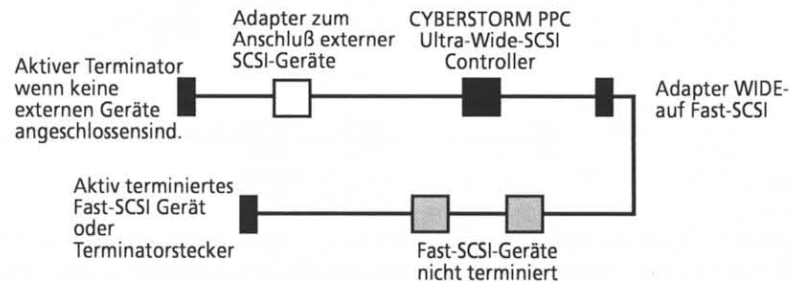 Adapter zum
Anschluß externer
SCSI-Geräte
CYBERSTORM PPC
Ultra-Wide-SCSI
Controller
Aktiver Terminator
wenn keine
externen Geräte
angeschlossensind.
Adapter WIDE-
auf Fast-SCSI
Aktiv terminiertes
Fast-SCSI Gerät
oder
Terminatorstecker
Fast-SCSI-Geräte
nicht terminiert